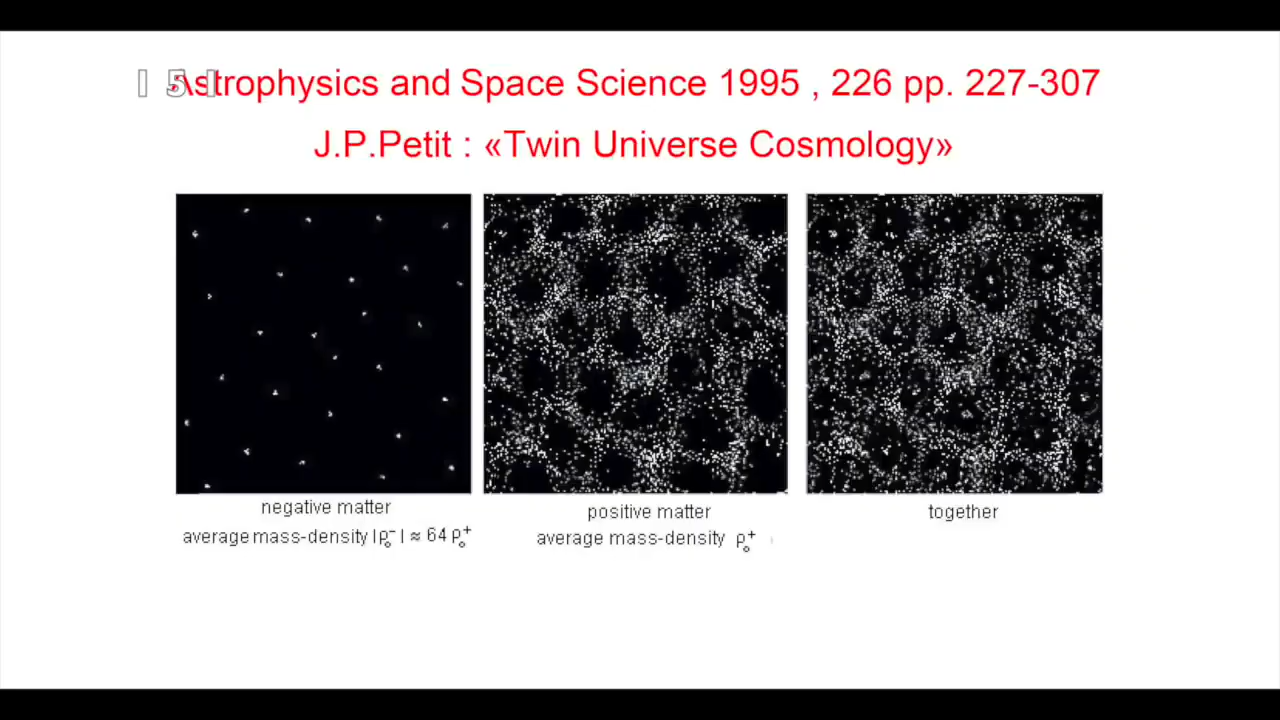 [ 5 ]
Astrophysics and Space Science 1995 , 226 pp. 227-307
J.P.Petit : «Twin Universe Cosmology»
negative matter
average mass-density |ρ₀⁻| ≈ 64 ρ₀⁺
positive matter
average mass-density ρ₀⁺
together